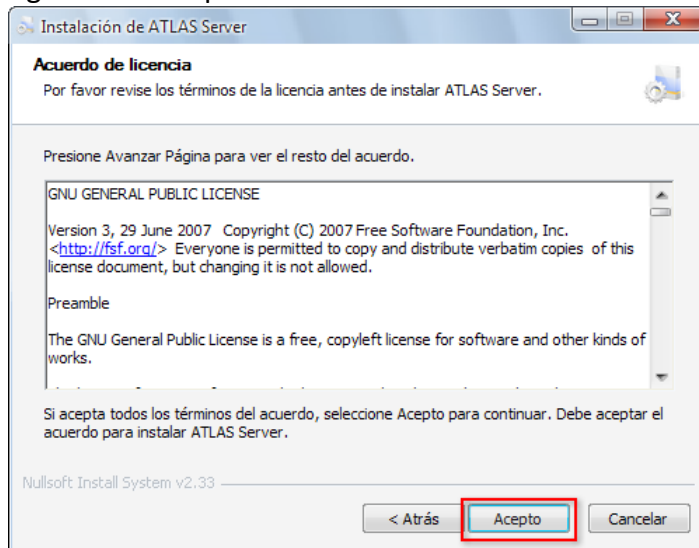 Instalación de ATLAS Server
Acuerdo de licencia
Por favor revise los términos de la licencia antes de instalar ATLAS Server.
Presione Avanzar Página para ver el resto del acuerdo.
GNU GENERAL PUBLIC LICENSE
Version 3, 29 June 2007 Copyright (C) 2007 Free Software Foundation, Inc.
<http://fsf.org/> Everyone is permitted to copy and distribute verbatim copies of this
license document, but changing it is not allowed.
Preamble
The GNU General Public License is a free, copyleft license for software and other kinds of
works.
Si acepta todos los términos del acuerdo, seleccione Acepto para continuar. Debe aceptar el
acuerdo para instalar ATLAS Server.
Nullsoft Install System v2.33
< Atrás
Acepto
Cancelar